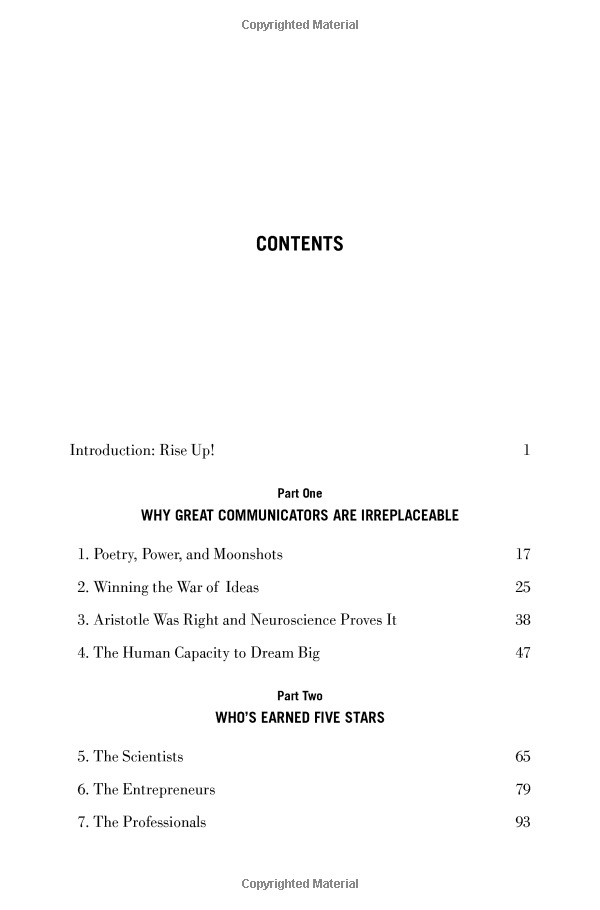 Copyrighted Material
CONTENTS
Introduction: Rise Up! 1
Part One
WHY GREAT COMMUNICATORS ARE IRREPLACEABLE
1. Poetry, Power, and Moonshots 17
2. Winning the War of Ideas 25
3. Aristotle Was Right and Neuroscience Proves It 38
4. The Human Capacity to Dream Big 47
Part Two
WHO'S EARNED FIVE STARS
5. The Scientists 65
6. The Entrepreneurs 79
7. The Professionals 93
Copyrighted Material